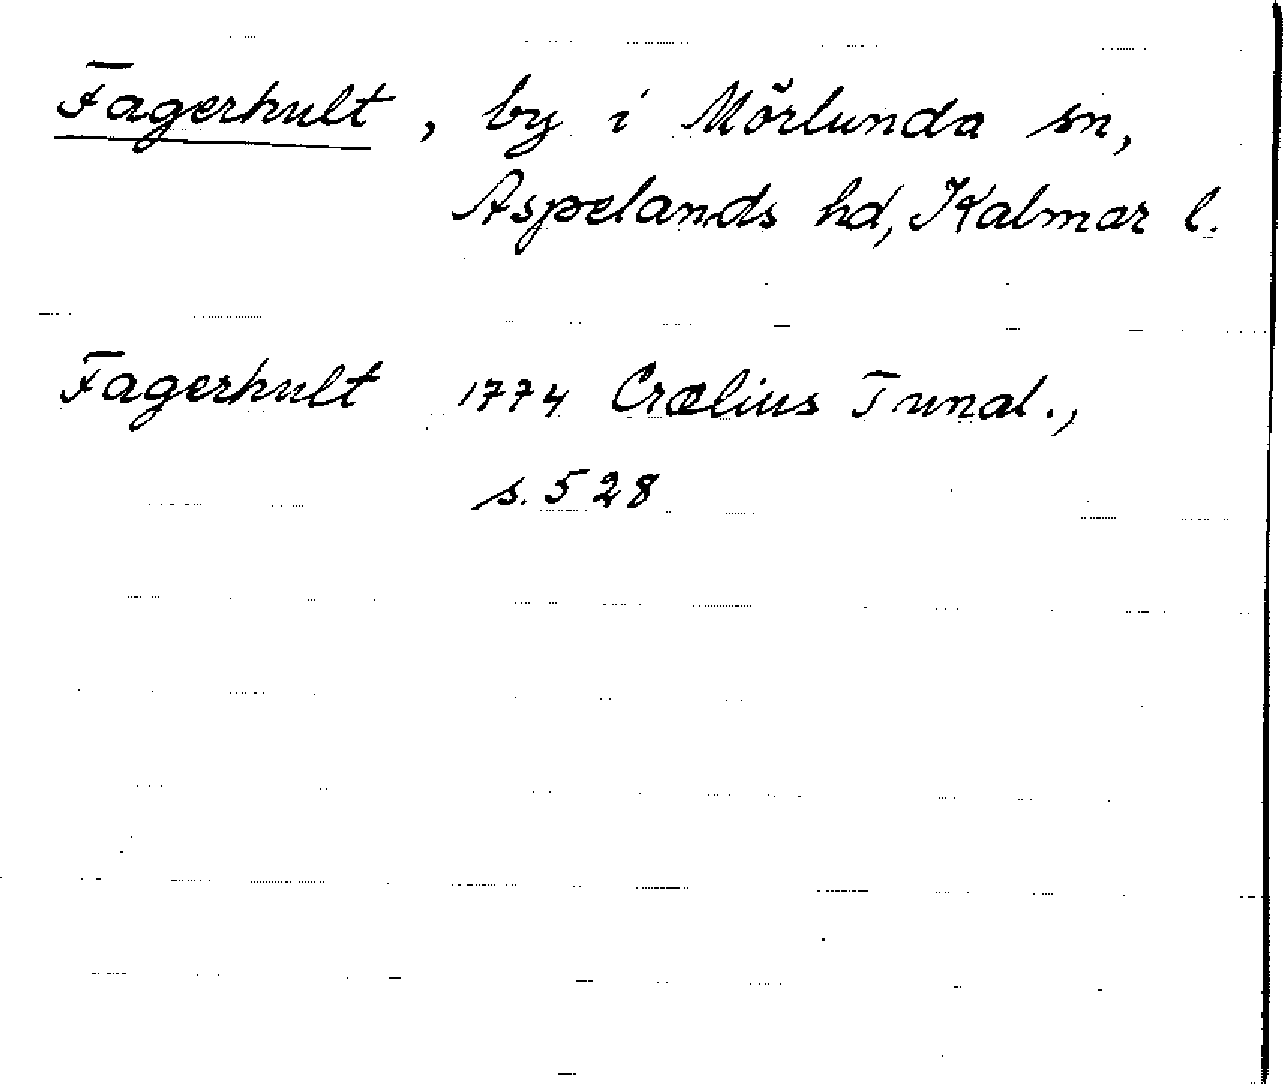 Fagerhult, by i Mörlunda sn,
Aspelands hd, Kalmar l.
Fagerhult 1774 Crælius Tunal.,
s. 528